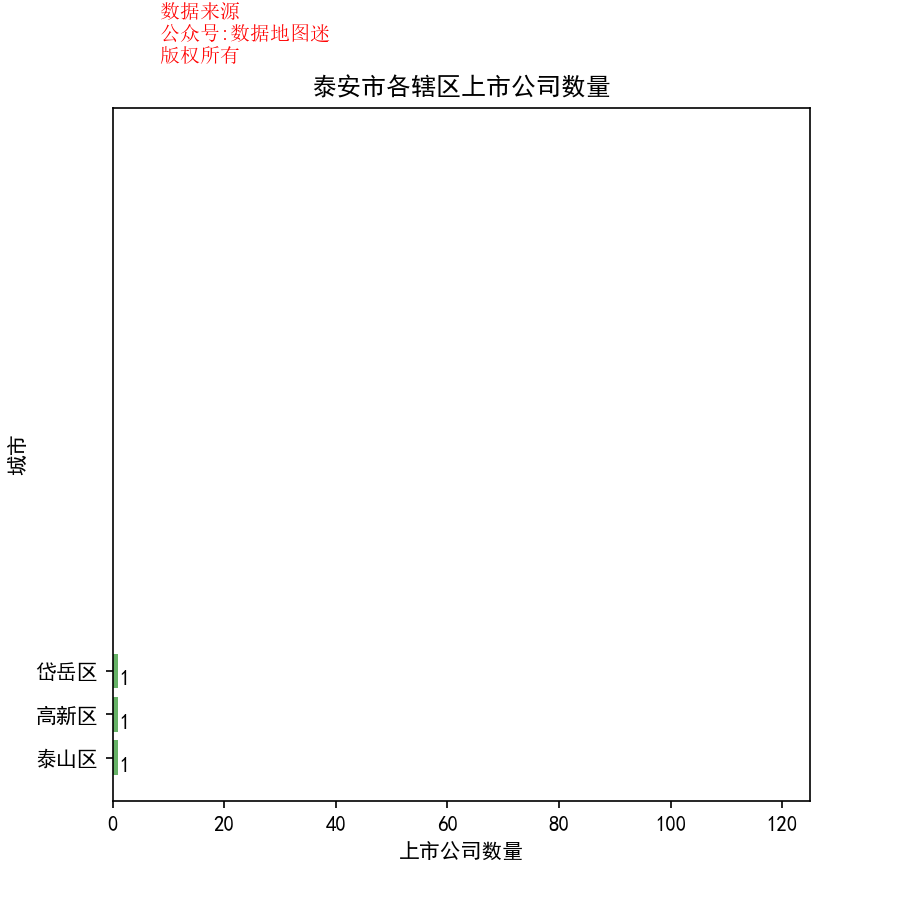 数据来源
公众号:数据地图迷
版权所有
泰安市各辖区上市公司数量
城市
岱岳区
1
高新区
1
泰山区
1
0 20 40 60 80 100 120
上市公司数量